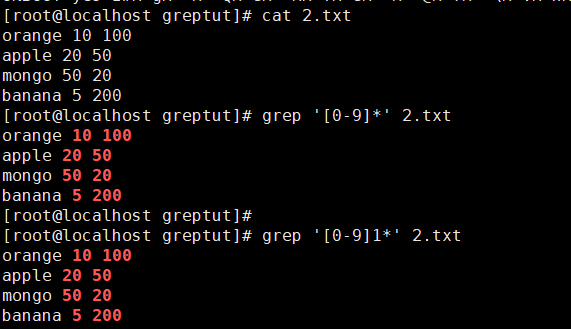 [root@localhost greptut]# cat 2.txt
orange 10 100
apple 20 50
mongo 50 20
banana 5 200
[root@localhost greptut]# grep '[0-9]*' 2.txt
orange 10 100
apple 20 50
mongo 50 20
banana 5 200
[root@localhost greptut]#
[root@localhost greptut]# grep '[0-9]1*' 2.txt
orange 10 100
apple 20 50
mongo 50 20
banana 5 200